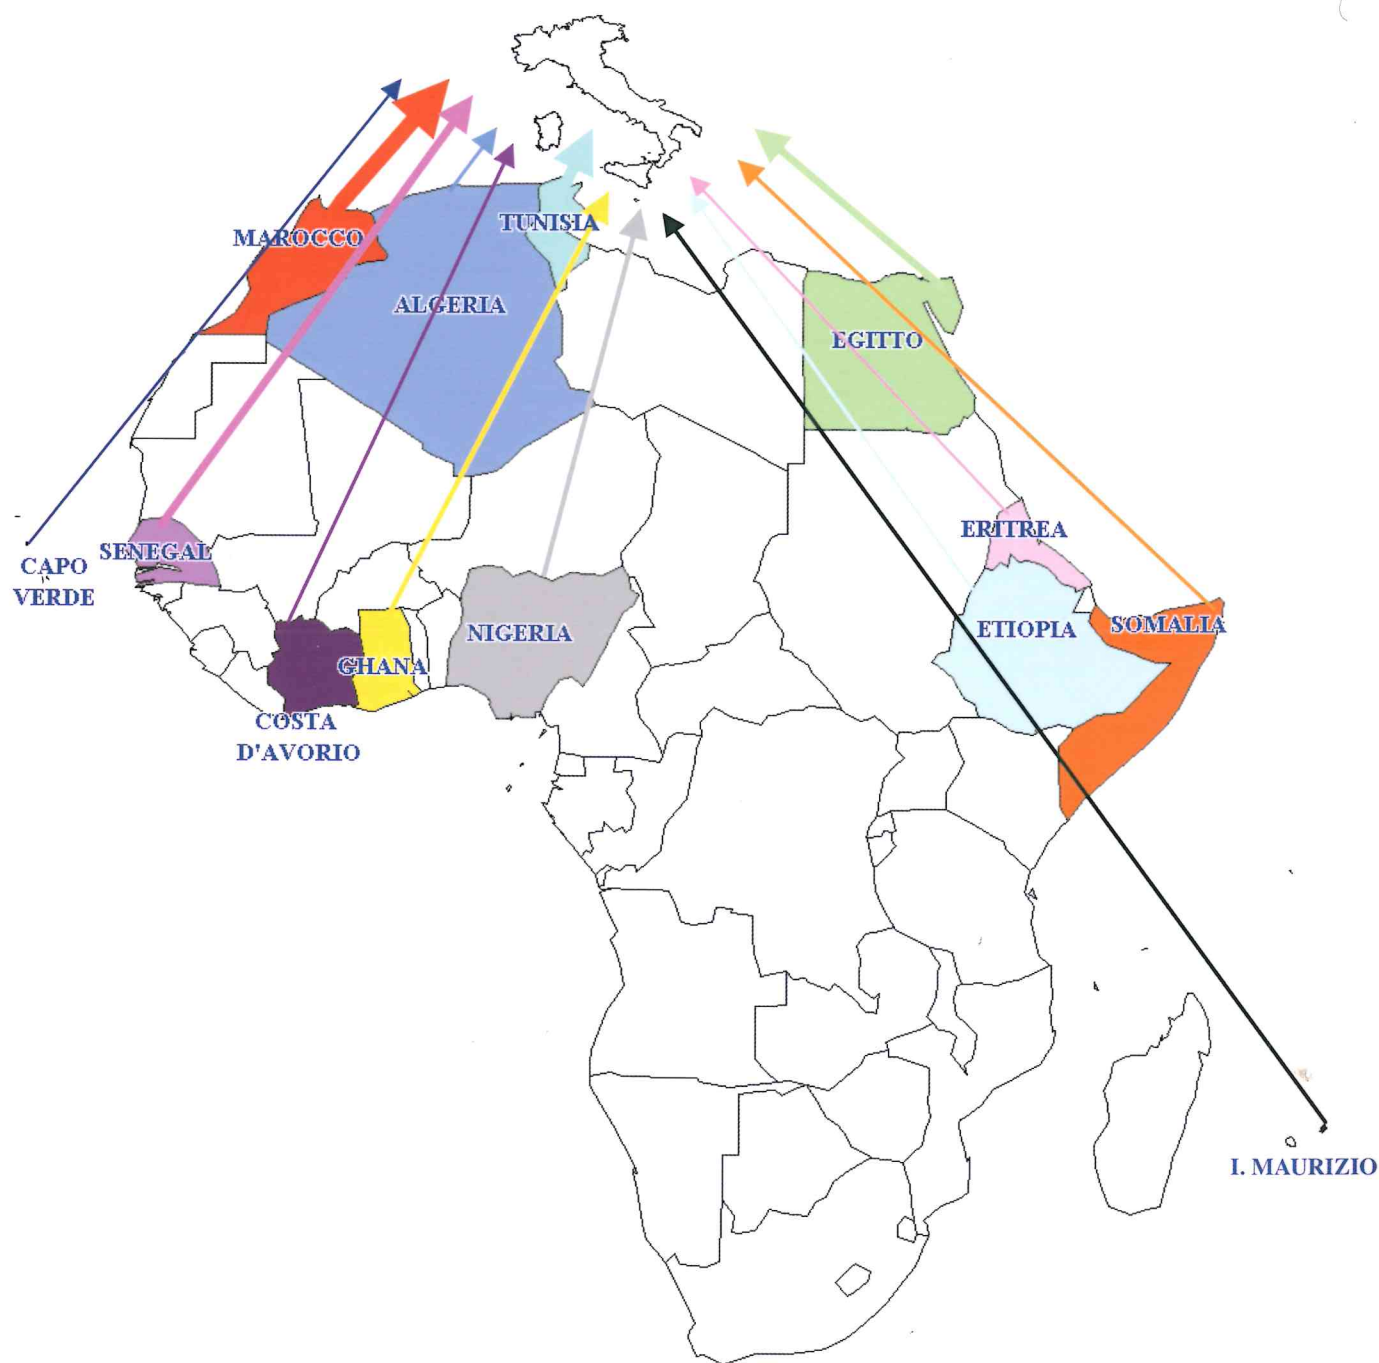 MAROCCO
TUNISIA
ALGERIA
EGITTO
ERITREA
SENEGAL
CAPO
VERDE
ETIOPIA
SOMALIA
NIGERIA
GHANA
COSTA
D'AVORIO
I. MAURIZIO